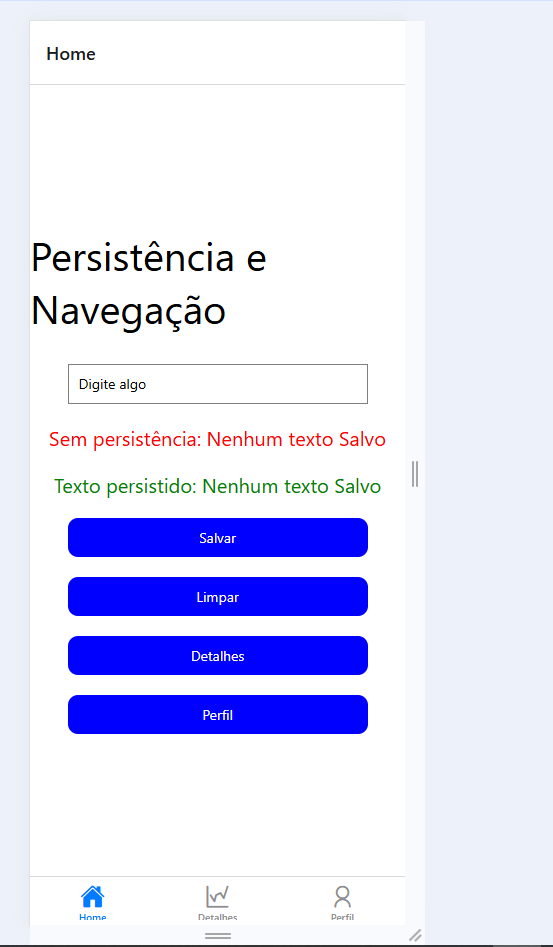 Home
Persistência e
Navegação
Digite algo
Sem persistência: Nenhum texto Salvo
Texto persistido: Nenhum texto Salvo
Salvar
Limpar
Detalhes
Perfil
Home
Detalhes
Perfil